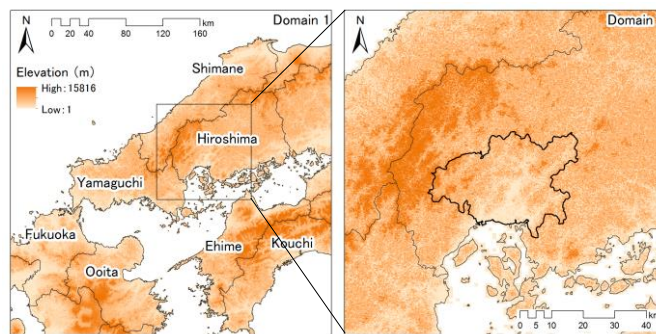 Domain 1
N
km
0 20 40 80 120 160
Elevation (m)
High : 15816
Low : 1
Shimane
Hiroshima
Yamaguchi
Fukuoka
Ooita
Ehime
Kouchi
Domain
N
km
0 5 10 20 30 40